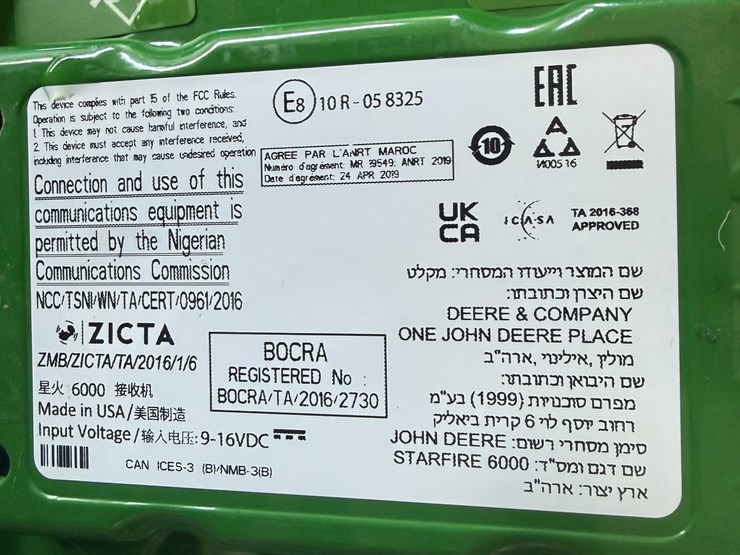 This device complies with part 15 of the FCC Rules.
Operation is subject to the following two conditions:
1. This device may not cause harmful interference, and
2. This device must accept any interference received,
including interference that may cause undesired operation
E8 10 R - 05 8325
AGREE PAR L'ANRT MAROC
Numéro d'agrément: MR 39549: ANRT 2019
Date d'agrément: 24 APR 2019
EAC
10
И005 16
UK
CA
ICASA
TA 2016-368
APPROVED
Connection and use of this
communications equipment is
permitted by the Nigerian
Communications Commission
NCC/TSNI/WN/TA/CERT/0961/2016
ZICTA
ZMB/ZICTA/TA/2016/1/6
BOCRA
REGISTERED No :
BOCRA/TA/2016/2730
星火 6000 接收机
Made in USA/美国制造
Input Voltage/输入电压: 9-16VDC
CAN ICES-3 (B)/NMB-3(B)
שם המוצר וייעודו המסחרי: מקלט
שם היצרן וכתובתו:
DEERE & COMPANY
ONE JOHN DEERE PLACE
מולין, אילינוי, ארה"ב
שם היבואן וכתובתו:
מפרם סוכנויות (1999) בע"מ
רחוב יוסף לוי 6 קרית ביאליק
סימן מסחרי רשום: JOHN DEERE
שם דגם ומס"ד: STARFIRE 6000
ארץ יצור: ארה"ב